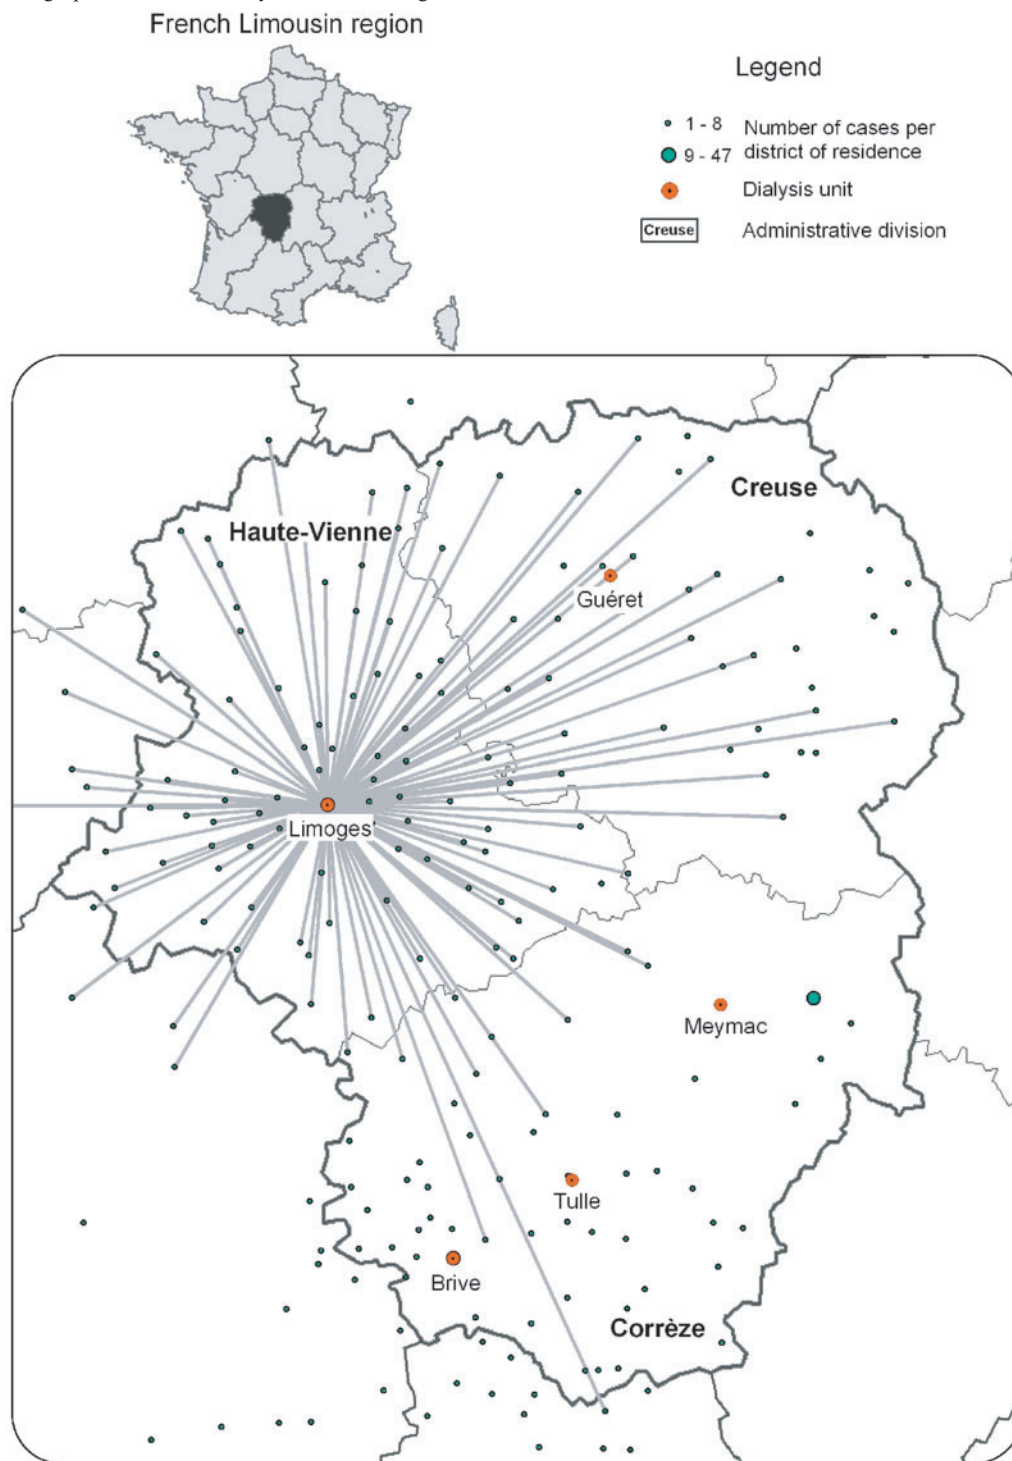 French Limousin region
Legend
1 - 8
9 - 47
Number of cases per
district of residence
Dialysis unit
Creuse
Administrative division
Creuse
Haute-Vienne
Guéret
Limoges
Meymac
Tulle
Brive
Corrèze